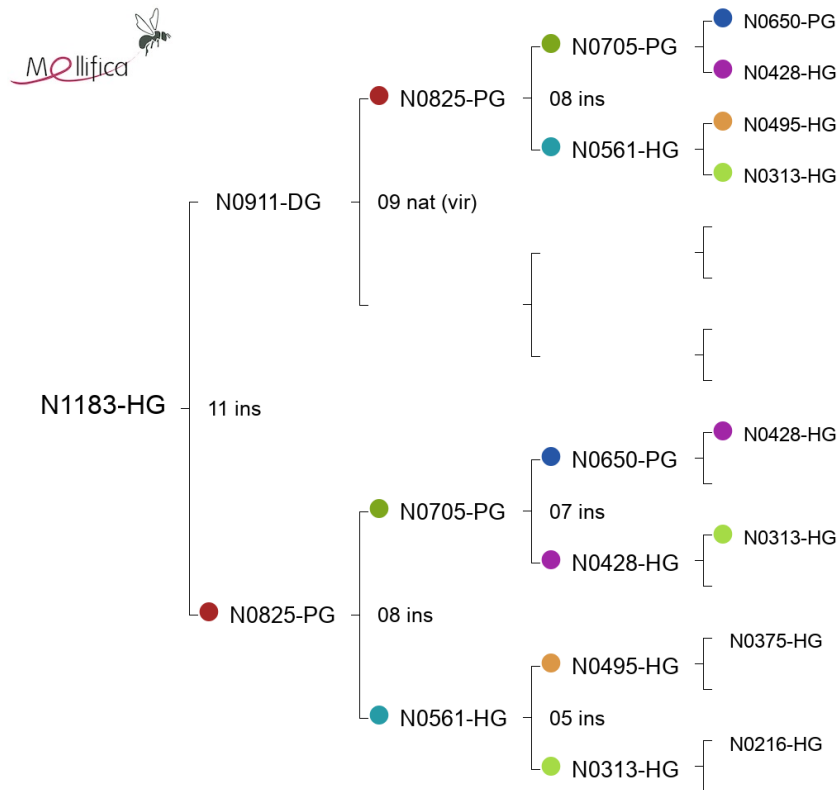 Mellifica
N0650-PG
N0705-PG
N0428-HG
N0825-PG
08 ins
N0495-HG
N0561-HG
N0313-HG
N0911-DG
09 nat (vir)
N1183-HG
11 ins
N0428-HG
N0650-PG
N0705-PG
07 ins
N0313-HG
N0428-HG
N0825-PG
08 ins
N0375-HG
N0495-HG
N0561-HG
05 ins
N0216-HG
N0313-HG